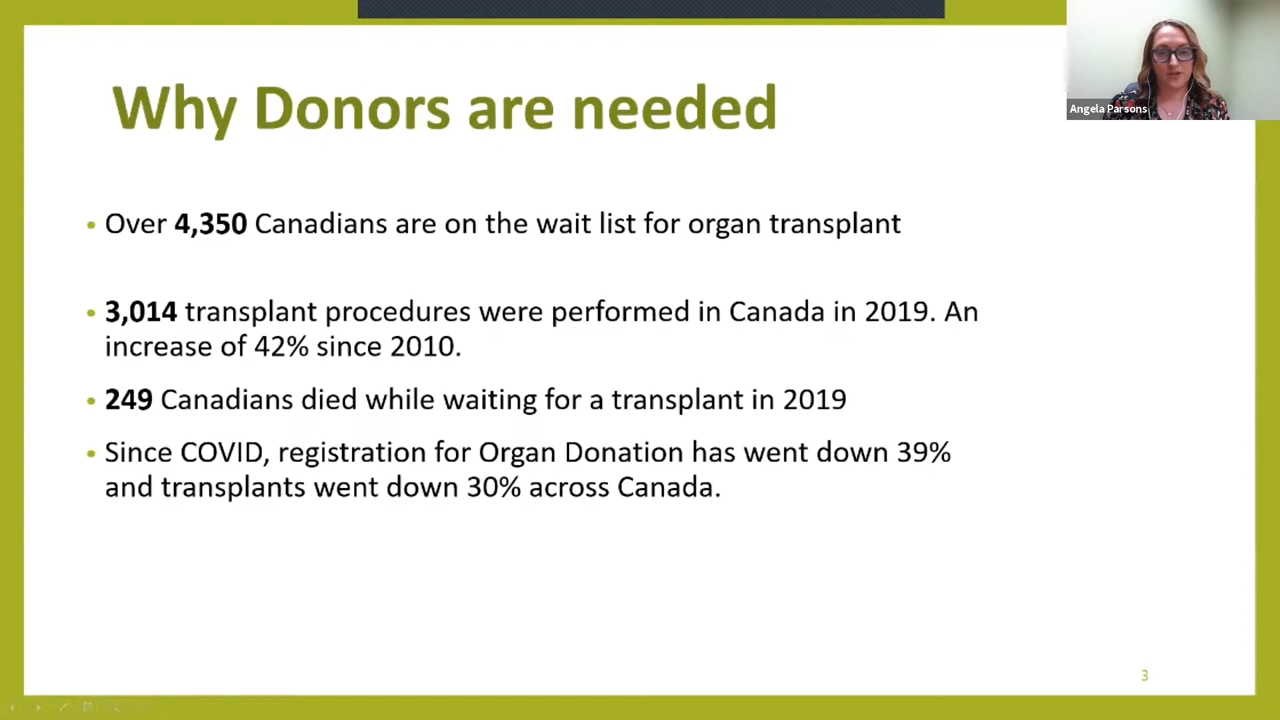 Why Donors are needed
Angela Parsons
• Over 4,350 Canadians are on the wait list for organ transplant
• 3,014 transplant procedures were performed in Canada in 2019. An
increase of 42% since 2010.
• 249 Canadians died while waiting for a transplant in 2019
• Since COVID, registration for Organ Donation has went down 39%
and transplants went down 30% across Canada.
3